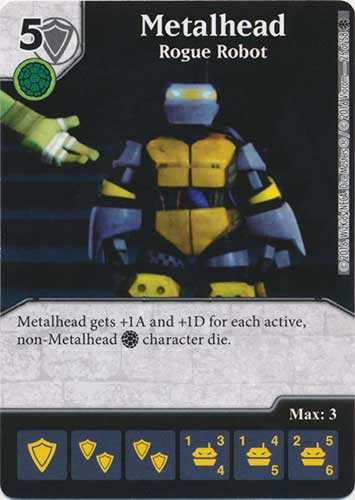 5
Metalhead
Rogue Robot
Metalhead gets +1A and +1D for each active,
non-Metalhead character die.
Max: 3
1 3 1 4 2 5
4 5 6